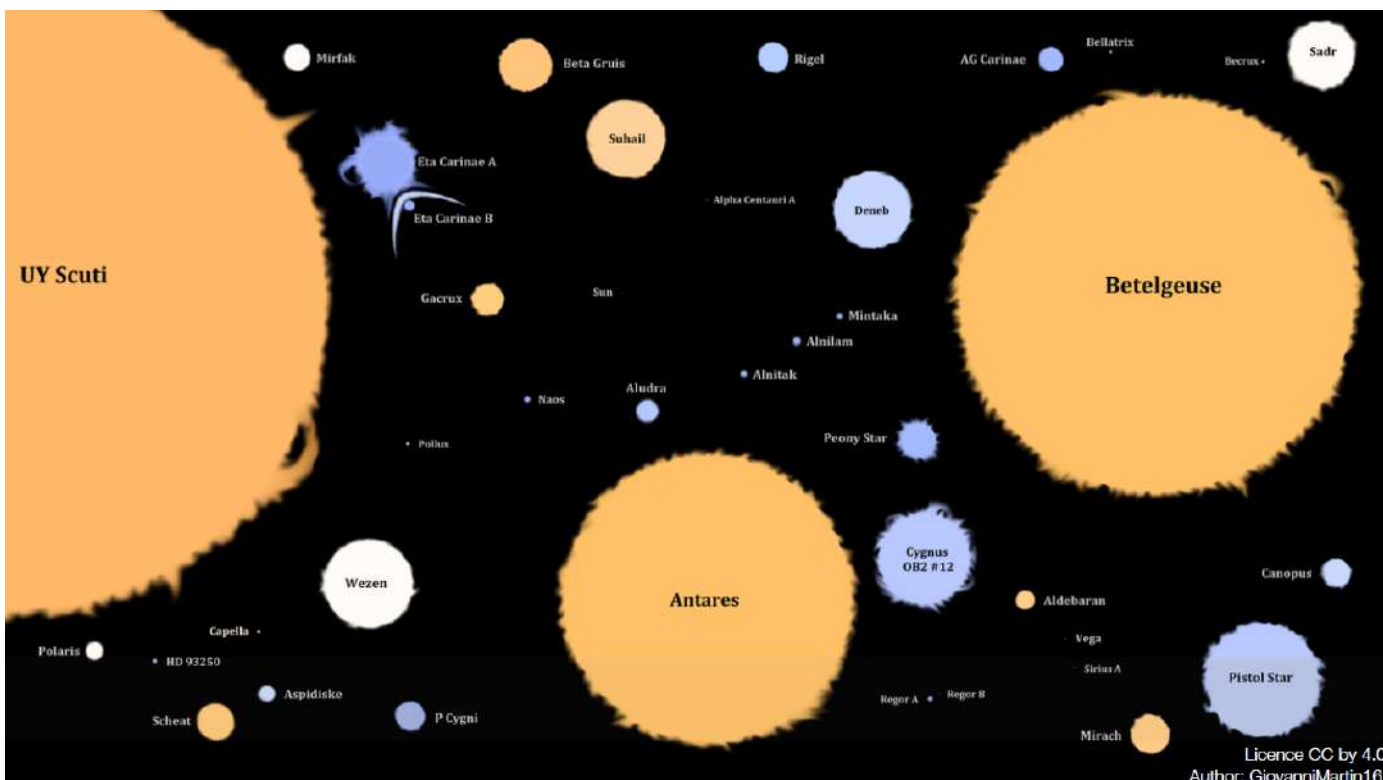 Bellatrix
Mirfak
Beta Gruis
Rigel
AG Carinae
Becrux
Sadr
Suhail
Eta Carinae A
Alpha Centauri A
Deneb
Eta Carinae B
UY Scuti
Betelgeuse
Gacrux
Sun
Mintaka
Alnilam
Alnitak
Aludra
Naos
Peony Star
Pollux
Cygnus
OB2 #12
Canopus
Wezen
Antares
Aldebaran
Capella
Vega
Polaris
HD 93250
Sirius A
Pistol Star
Aspidiske
Regor A
Regor B
Scheat
P Cygni
Mirach
Licence CC by 4.0
Author: GiovanniMartin16